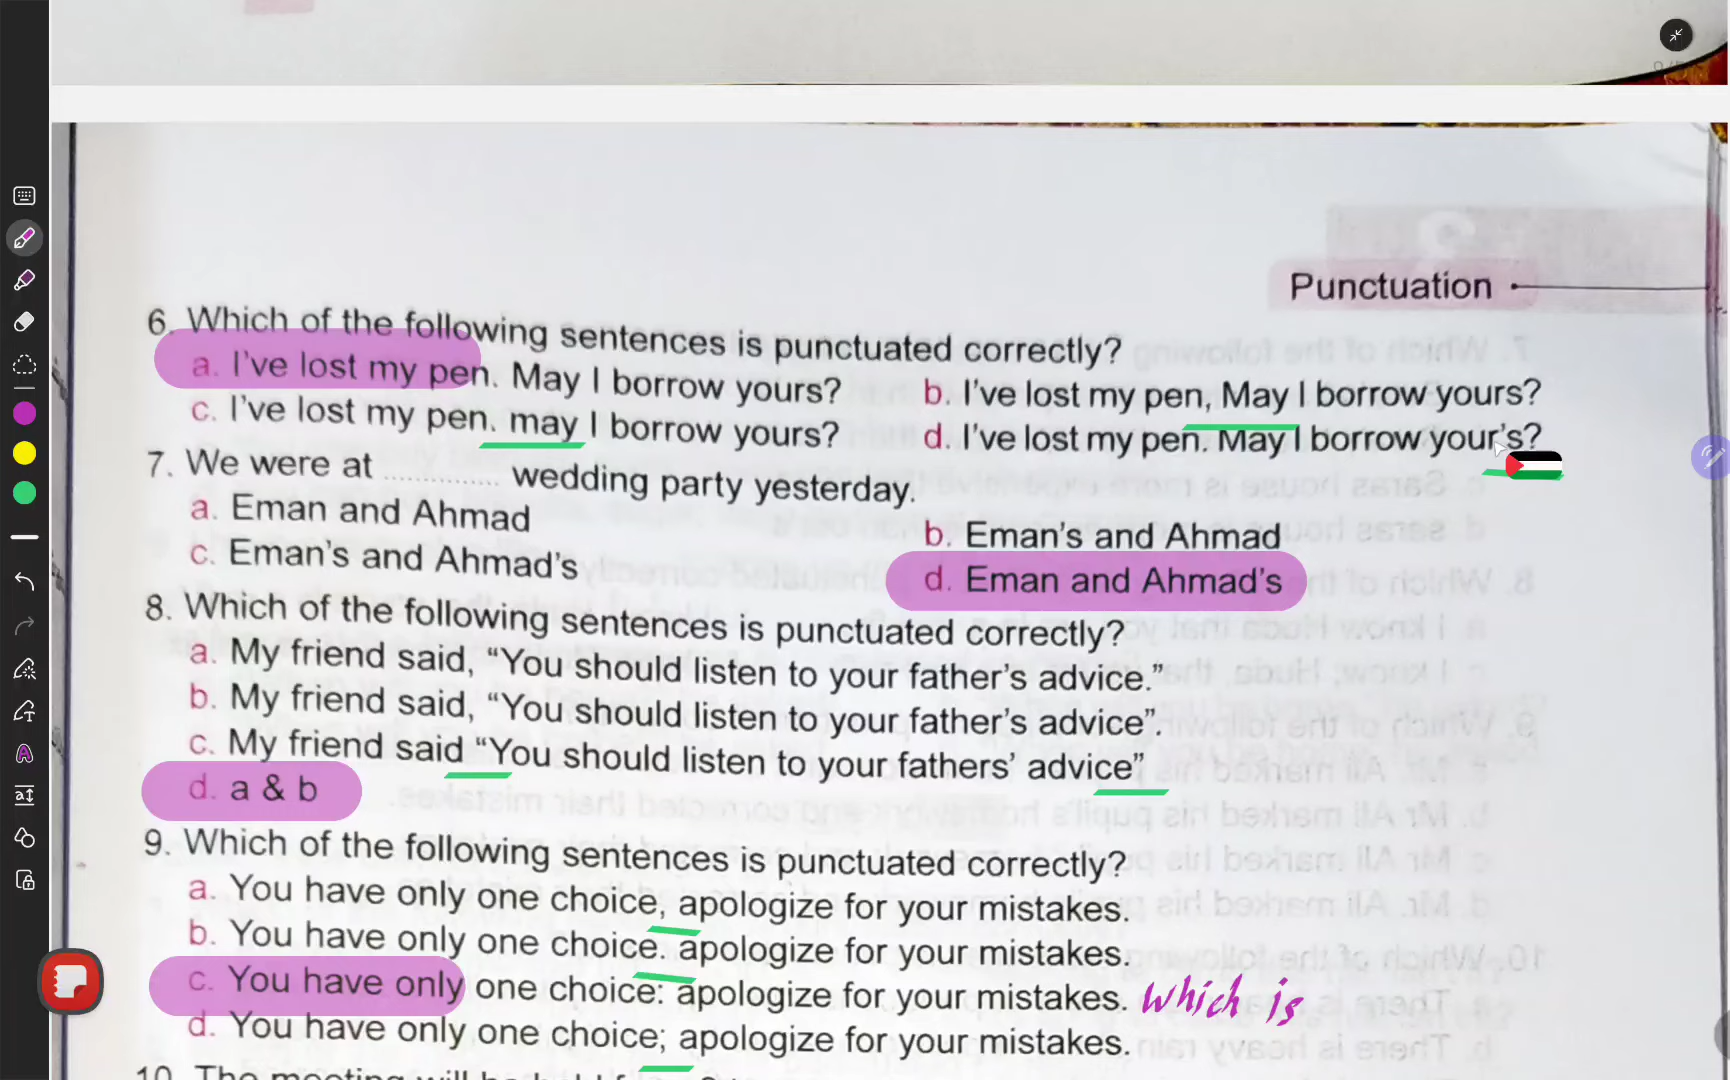 Punctuation
6. Which of the following sentences is punctuated correctly?
a. I've lost my pen. May I borrow yours?
b. I've lost my pen, May I borrow yours?
c. I've lost my pen. may I borrow yours?
d. I've lost my pen. May I borrow your's?
7. We were at ............ wedding party yesterday.
a. Eman and Ahmad
b. Eman's and Ahmad
c. Eman's and Ahmad's
d. Eman and Ahmad's
8. Which of the following sentences is punctuated correctly?
a. My friend said, “You should listen to your father's advice.”
b. My friend said, “You should listen to your father's advice”.
c. My friend said “You should listen to your fathers' advice”
d. a & b
9. Which of the following sentences is punctuated correctly?
a. You have only one choice, apologize for your mistakes.
b. You have only one choice. apologize for your mistakes.
c. You have only one choice: apologize for your mistakes. which is
d. You have only one choice; apologize for your mistakes.